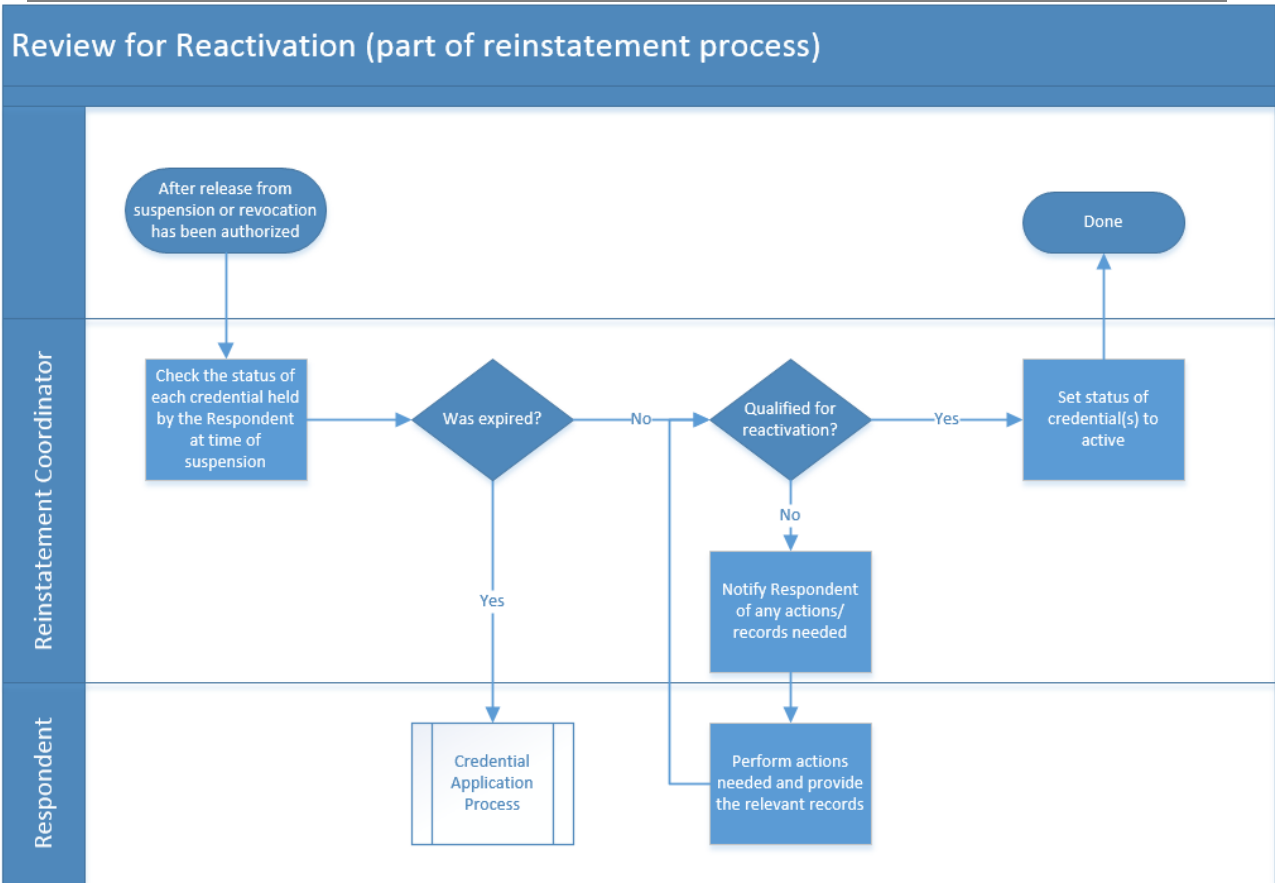 Review for Reactivation (part of reinstatement process)
After release from
suspension or revocation
has been authorized
Done
Reinstatement Coordinator
Check the status of
each credential held
by the Respondent
at time of
suspension
Was expired?
No
Qualified for
reactivation?
Yes
Set status of
credential(s) to
active
No
Notify Respondent
of any actions/
records needed
Yes
Respondent
Credential
Application
Process
Perform actions
needed and provide
the relevant records